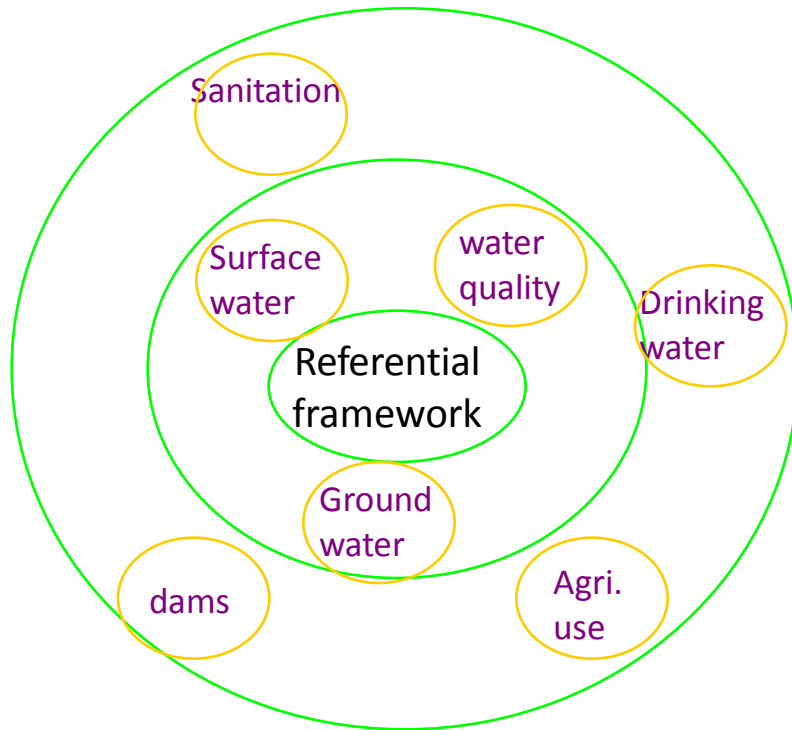 Sanitation
Surface
water
water
quality
Drinking
water
Referential
framework
Ground
water
dams
Agri.
use